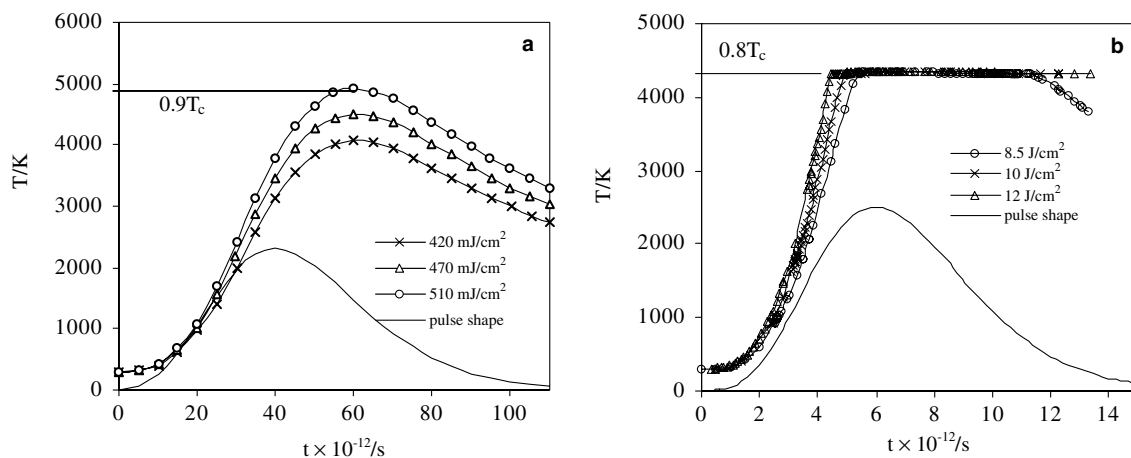 6000
5000
4000
3000
2000
1000
0
T/K
a
0.9T_c
420 mJ/cm²
470 mJ/cm²
510 mJ/cm²
pulse shape
0 20 40 60 80 100
t × 10⁻¹²/s
5000
4000
3000
2000
1000
0
T/K
b
0.8T_c
8.5 J/cm²
10 J/cm²
12 J/cm²
pulse shape
0 2 4 6 8 10 12 14
t × 10⁻¹²/s